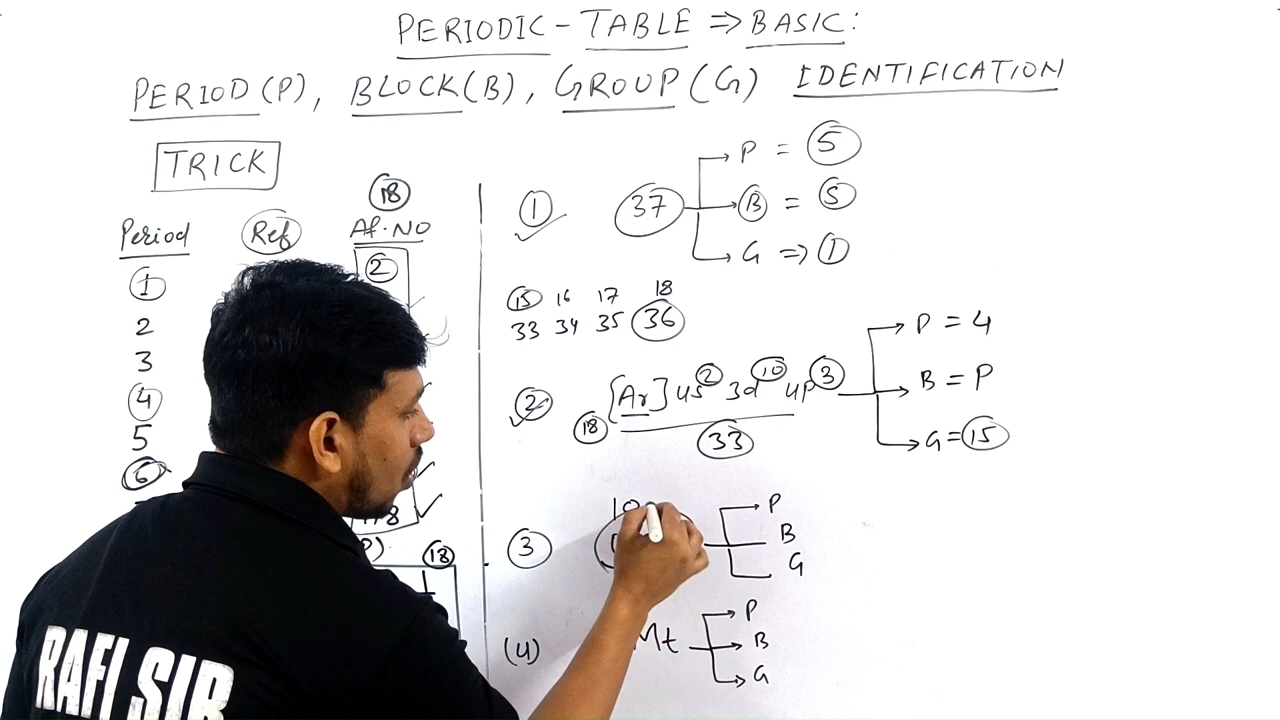 PERIODIC - TABLE ⇒ BASIC:
PERIOD (P), BLOCK (B), GROUP (G) IDENTIFICATION
TRICK
18
Period Ref At. NO
1 2
2
3
4
5
6
18
1 37 P = 5
B = S
G ⇒ 1
15 16 17 18
33 34 35 36
2 [Ar] 4s2 3d10 4p3
18 33
P = 4
B = P
G = 15
3 10
P
B
G
(4) Mt
P
B
G
RAFI SIR